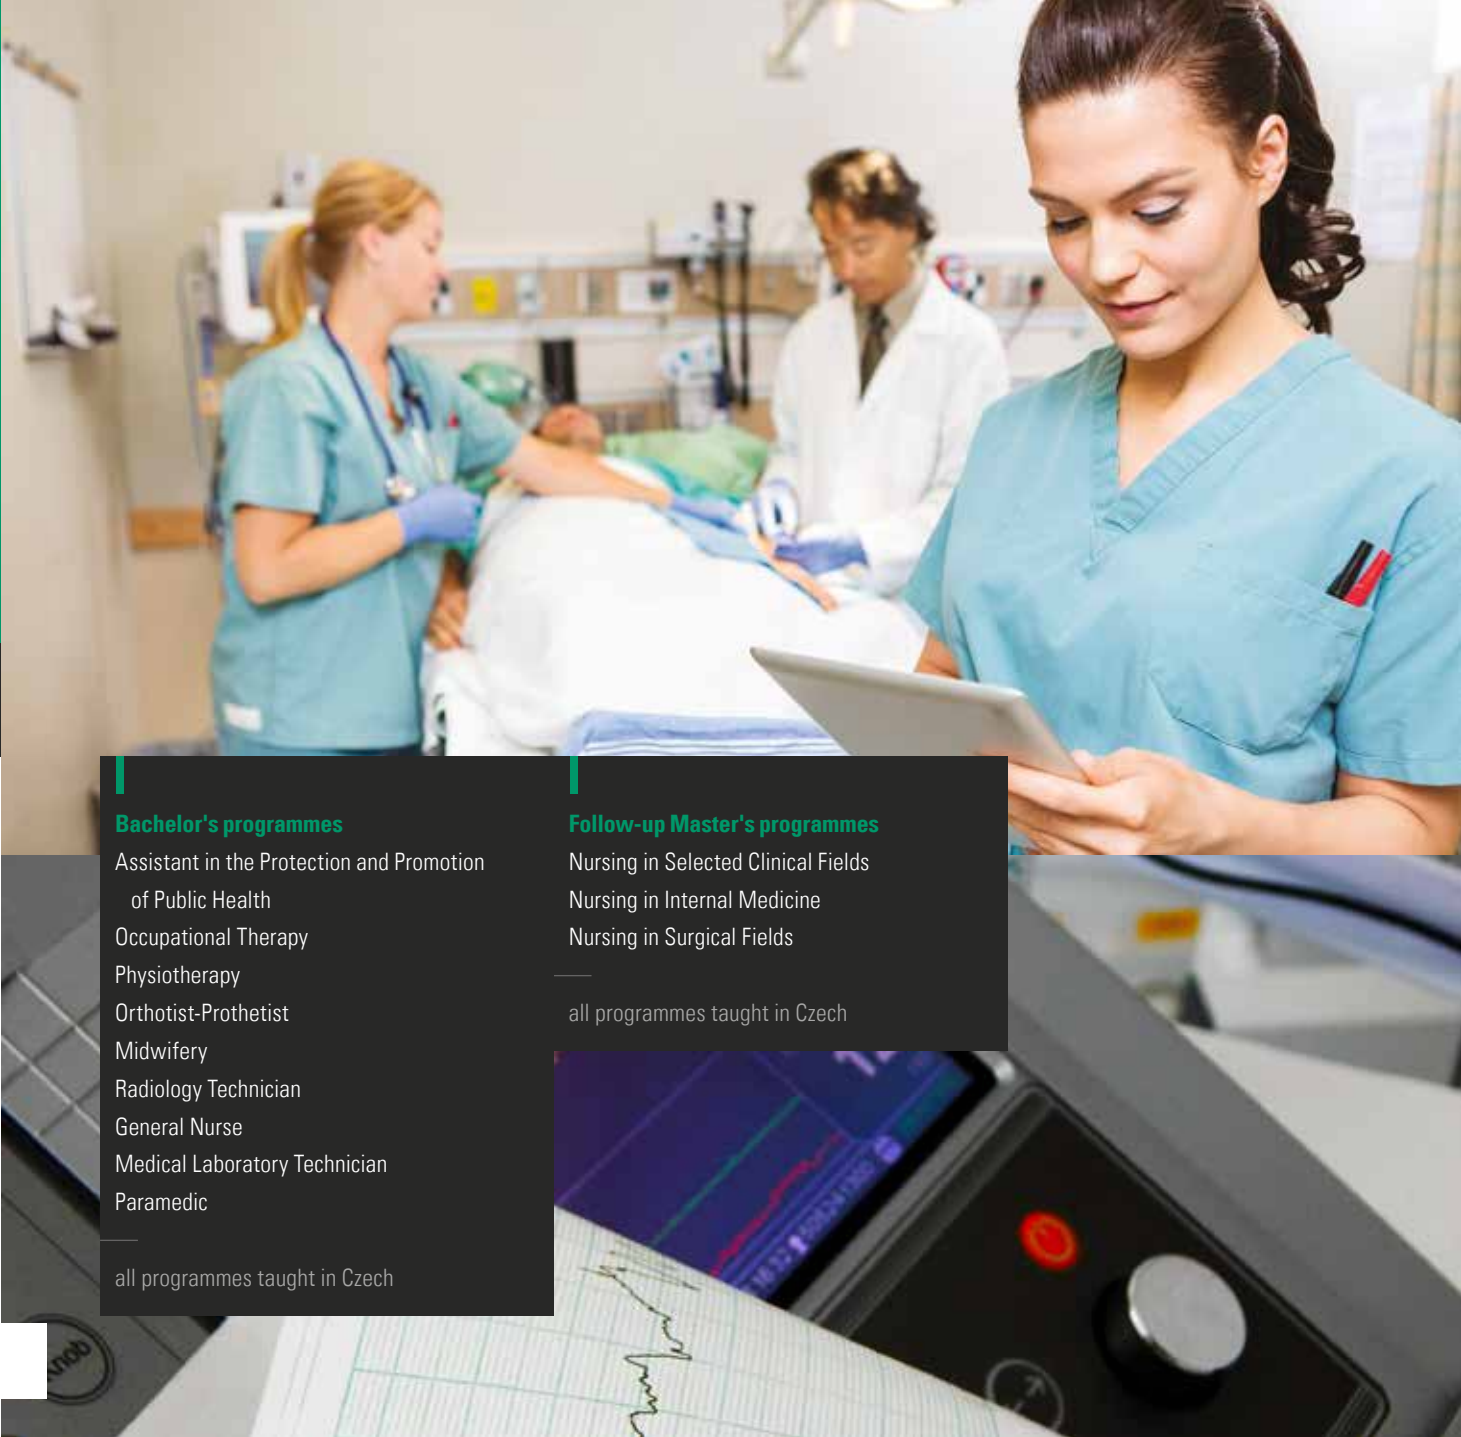 Bachelor's programmes
Assistant in the Protection and Promotion
of Public Health
Occupational Therapy
Physiotherapy
Orthotist-Prothetist
Midwifery
Radiology Technician
General Nurse
Medical Laboratory Technician
Paramedic
all programmes taught in Czech
Follow-up Master's programmes
Nursing in Selected Clinical Fields
Nursing in Internal Medicine
Nursing in Surgical Fields
all programmes taught in Czech